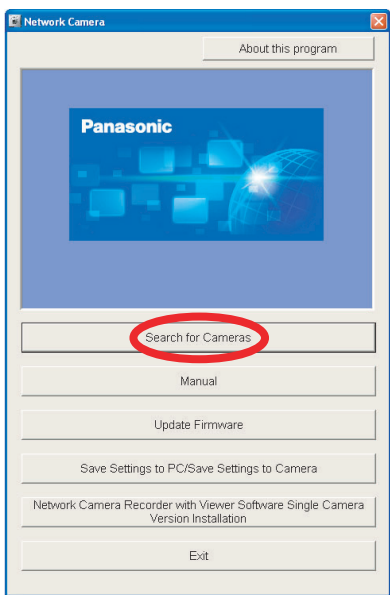 Network Camera
About this program
Panasonic
Search for Cameras
Manual
Update Firmware
Save Settings to PC/Save Settings to Camera
Network Camera Recorder with Viewer Software Single Camera
Version Installation
Exit